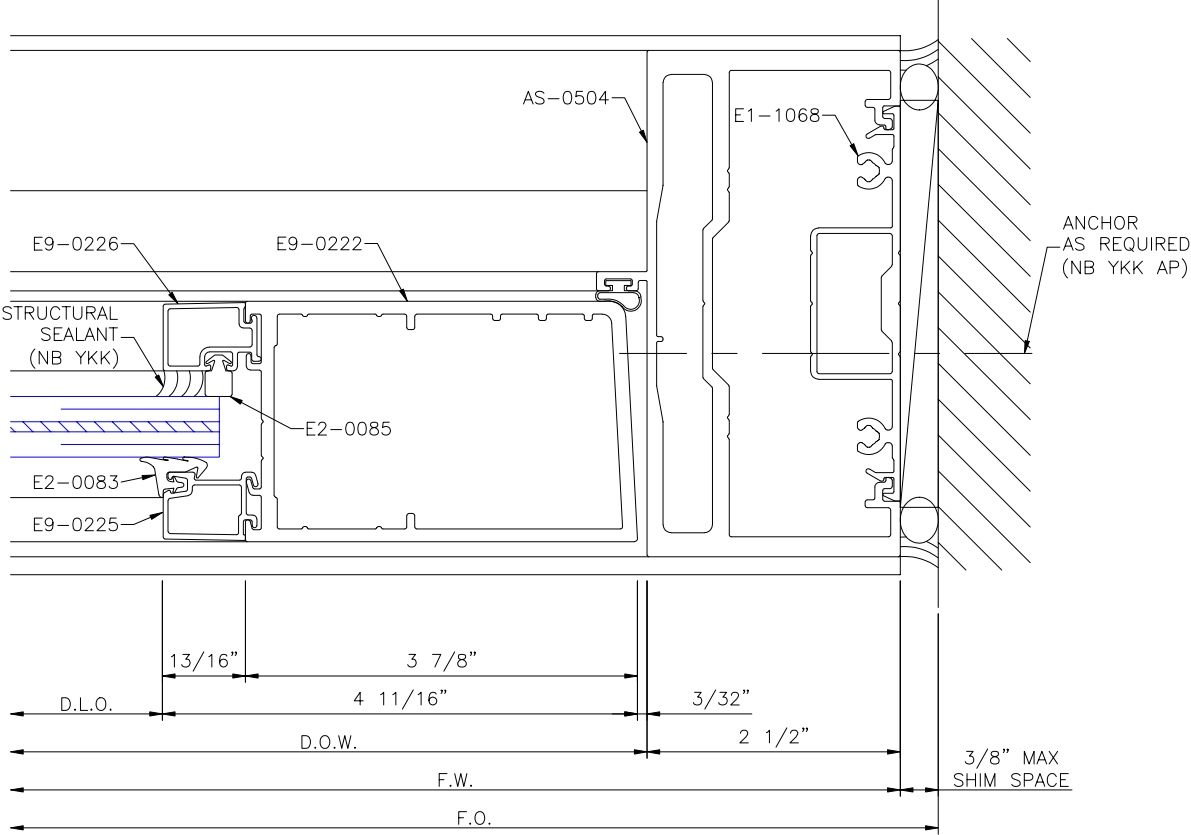 AS-0504
E1-1068
ANCHOR
AS REQUIRED
(NB YKK AP)
E9-0226
E9-0222
STRUCTURAL
SEALANT
(NB YKK)
E2-0085
E2-0083
E9-0225
13/16”
3 7/8”
D.L.O.
4 11/16”
3/32”
D.O.W.
2 1/2”
3/8” MAX
SHIM SPACE
F.W.
F.O.